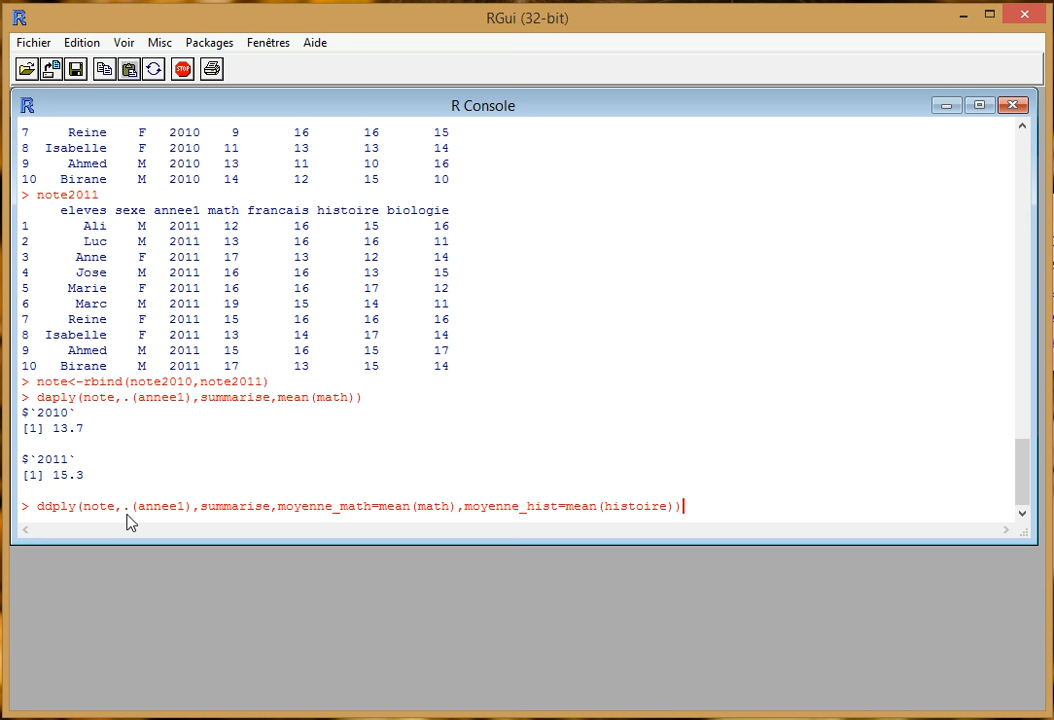 RGui (32-bit)
Fichier Edition Voir Misc Packages Fenêtres Aide
STOP
R Console
7      Reine   F   2010    9       16       16       15
8   Isabelle   F   2010   11       13       13       14
9      Ahmed   M   2010   13       11       10       16
10    Birane   M   2010   14       12       15       10
> note2011
     eleves sexe annee1 math francais histoire biologie
1       Ali   M   2011   12       16       15       16
2       Luc   M   2011   13       16       16       11
3      Anne   F   2011   17       13       12       14
4      Jose   M   2011   16       16       13       15
5     Marie   F   2011   16       16       17       12
6      Marc   M   2011   19       15       14       11
7     Reine   F   2011   15       16       16       16
8  Isabelle   F   2011   13       14       17       14
9     Ahmed   M   2011   15       16       15       17
10   Birane   M   2011   17       13       15       14
> note<-rbind(note2010,note2011)
> daply(note,.(annee1),summarise,mean(math))
$`2010`
[1] 13.7
$`2011`
[1] 15.3
> ddply(note,.(annee1),summarise,moyenne_math=mean(math),moyenne_hist=mean(histoire))